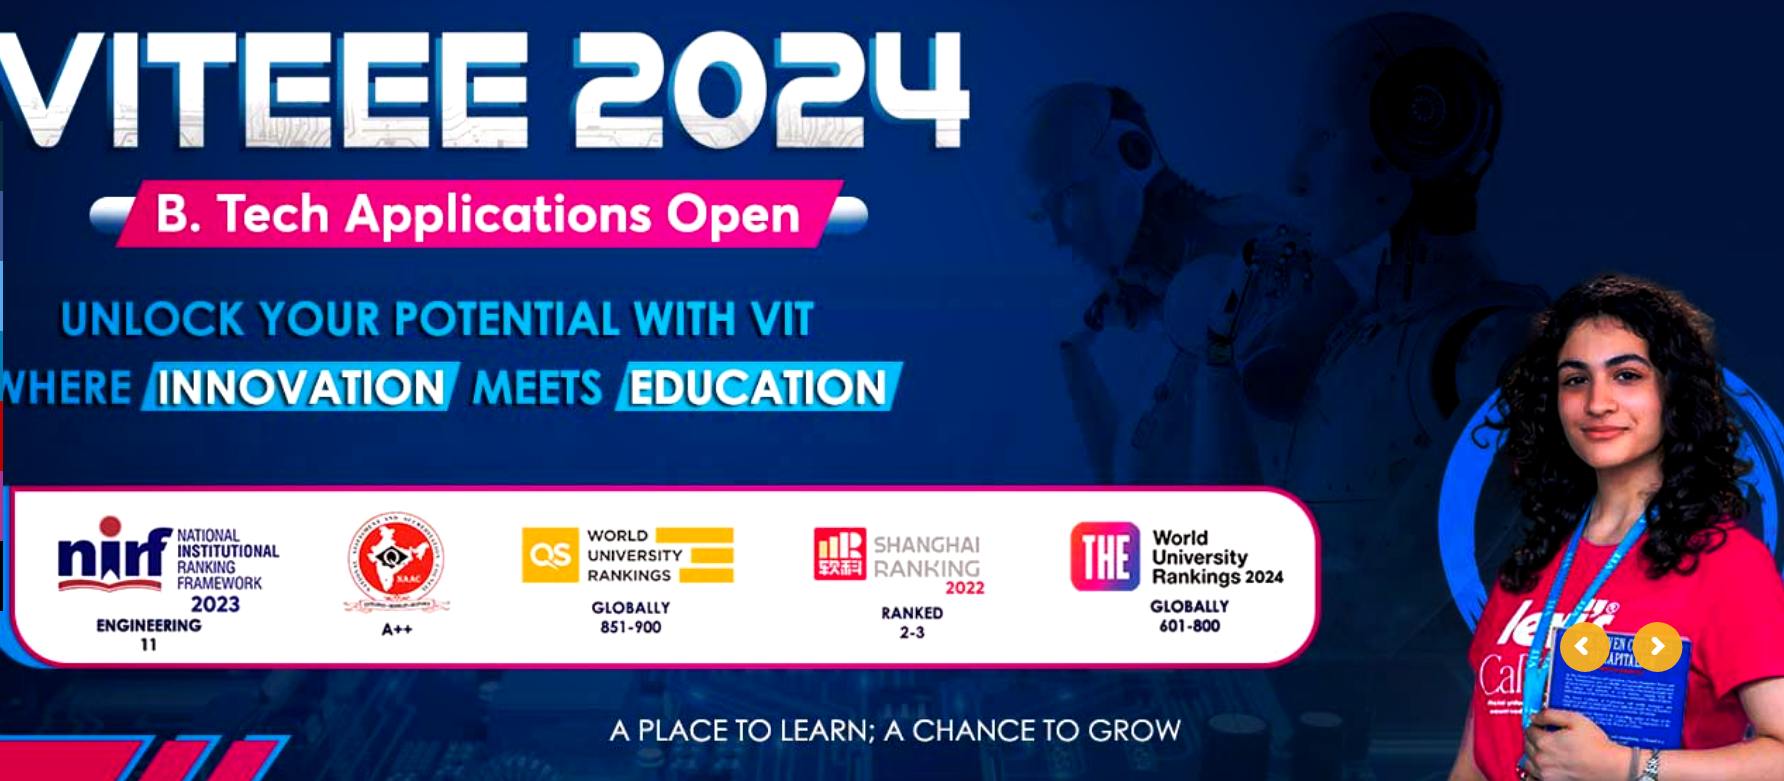 VITEEE 2024
B. Tech Applications Open
UNLOCK YOUR POTENTIAL WITH VIT
WHERE INNOVATION MEETS EDUCATION
nirf
NATIONAL
INSTITUTIONAL
RANKING
FRAMEWORK
2023
ENGINEERING
11
NAAC
A++
QS
WORLD
UNIVERSITY
RANKINGS
GLOBALLY
851-900
软科
SHANGHAI
RANKING
2022
RANKED
2-3
THE
World
University
Rankings 2024
GLOBALLY
601-800
A PLACE TO LEARN; A CHANCE TO GROW